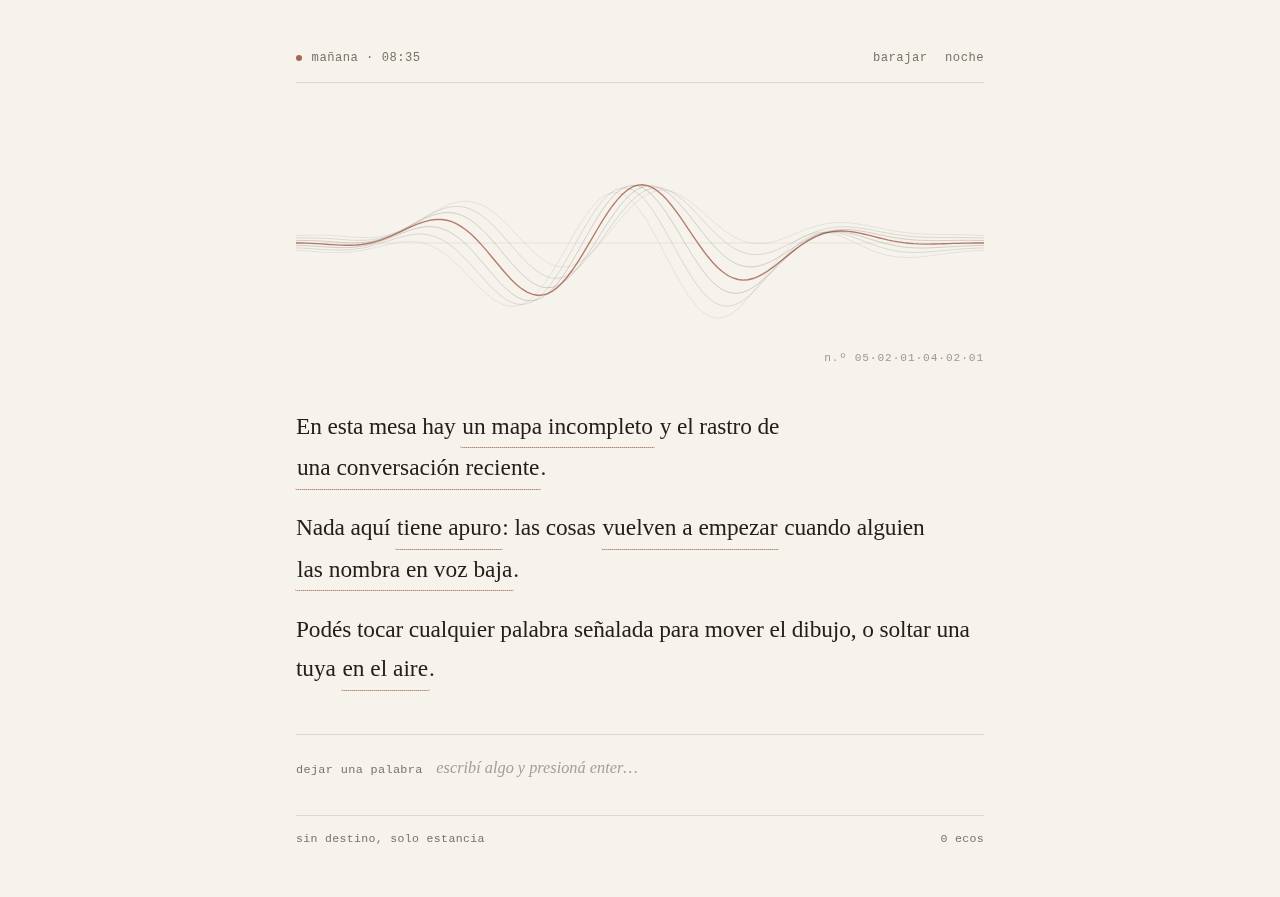 mañana · 08:35
barajar noche
n.º 05·02·01·04·02·01
En esta mesa hay un mapa incompleto y el rastro de
una conversación reciente.
Nada aquí tiene apuro: las cosas vuelven a empezar cuando alguien
las nombra en voz baja.
Podés tocar cualquier palabra señalada para mover el dibujo, o soltar una
tuya en el aire.
dejar una palabra escribí algo y presioná enter…
sin destino, solo estancia
0 ecos